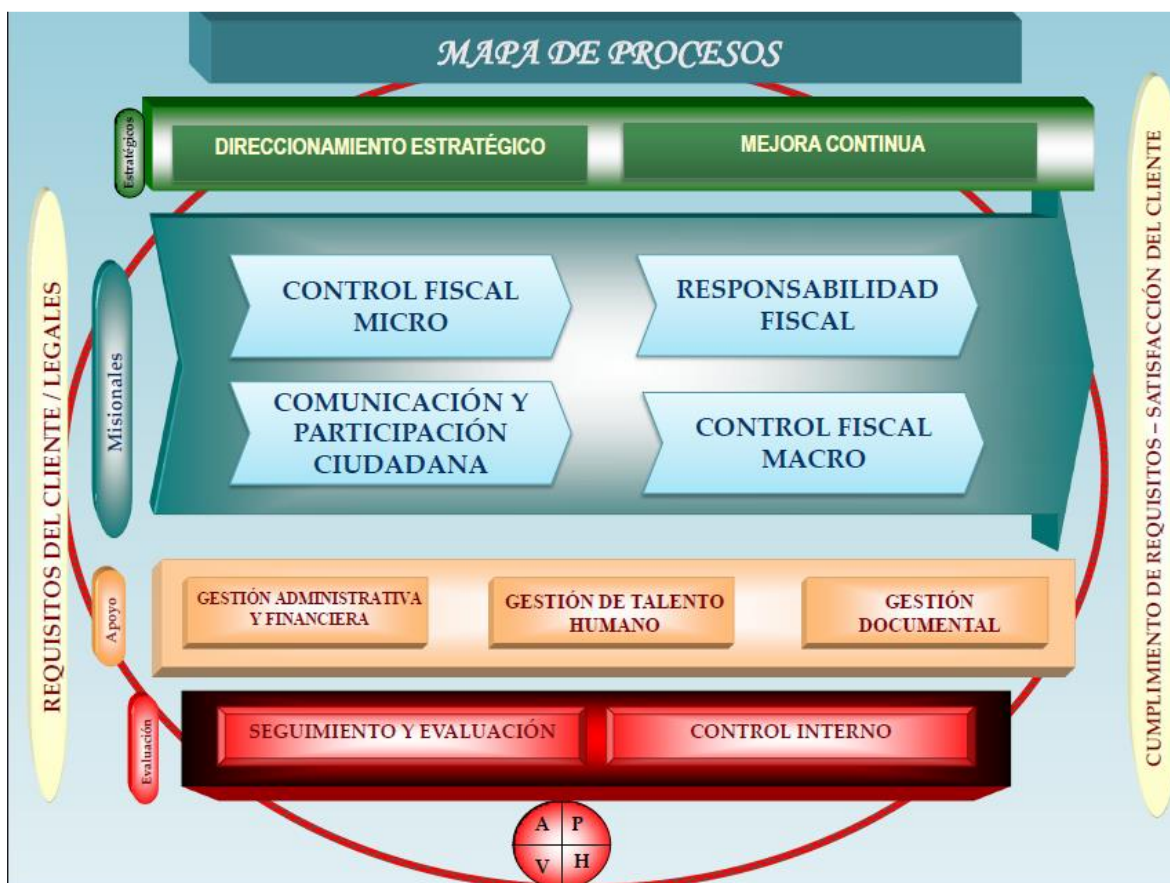 MAPA DE PROCESOS
Estratégicos
DIRECCIONAMIENTO ESTRATÉGICO
MEJORA CONTINUA
REQUISITOS DEL CLIENTE / LEGALES
Misionales
CONTROL FISCAL
MICRO
RESPONSABILIDAD
FISCAL
COMUNICACIÓN Y
PARTICIPACIÓN
CIUDADANA
CONTROL FISCAL
MACRO
CUMPLIMIENTO DE REQUISITOS – SATISFACCIÓN DEL CLIENTE
Apoyo
GESTIÓN ADMINISTRATIVA
Y FINANCIERA
GESTIÓN DE TALENTO
HUMANO
GESTIÓN
DOCUMENTAL
Evaluación
SEGUIMIENTO Y EVALUACIÓN
CONTROL INTERNO
A P
V H